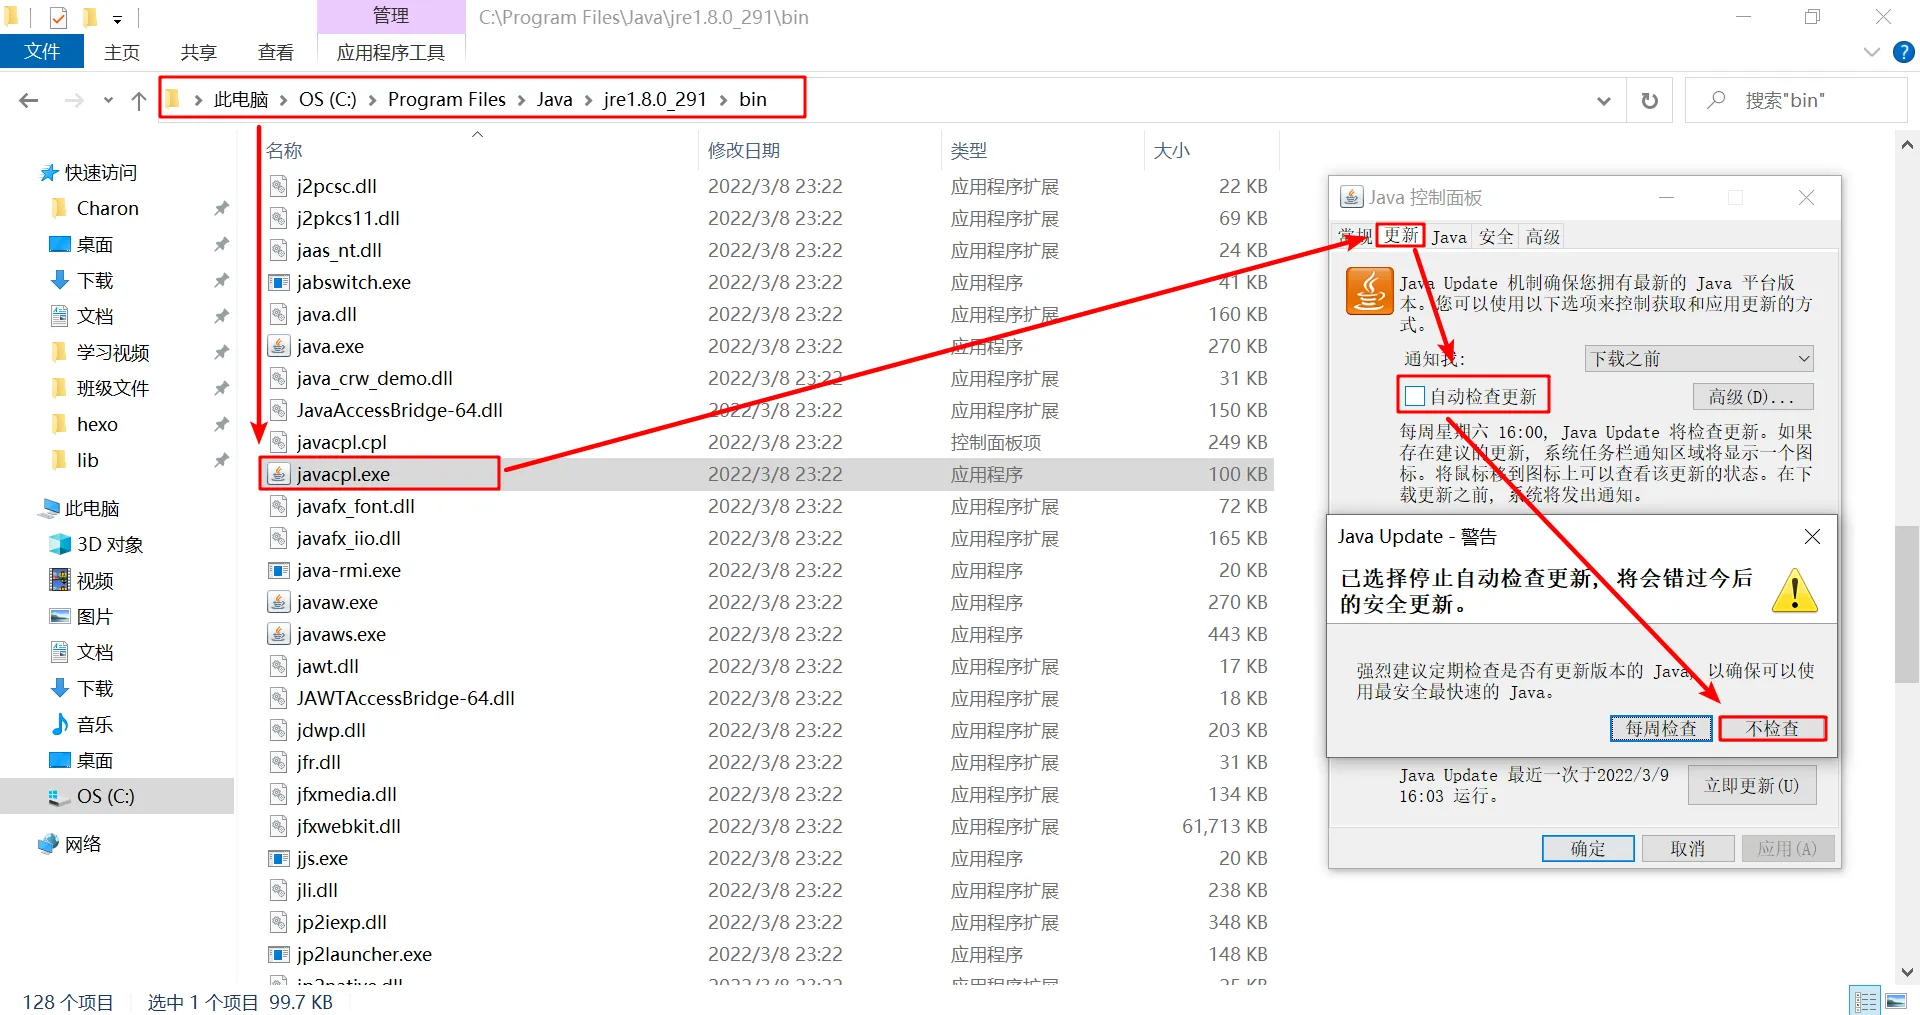 管理
C:\Program Files\Java\jre1.8.0_291\bin
文件
主页
共享
查看
应用程序工具
此电脑 > OS (C:) > Program Files > Java > jre1.8.0_291 > bin
搜索"bin"
名称 修改日期 类型 大小
快速访问
Charon
桌面
下载
文档
学习视频
班级文件
hexo
lib
此电脑
3D 对象
视频
图片
文档
下载
音乐
桌面
OS (C:)
网络
j2pcsc.dll 2022/3/8 23:22 应用程序扩展 22 KB
j2pkcs11.dll 2022/3/8 23:22 应用程序扩展 69 KB
jaas_nt.dll 2022/3/8 23:22 应用程序扩展 24 KB
jabswitch.exe 2022/3/8 23:22 应用程序 41 KB
java.dll 2022/3/8 23:22 应用程序扩展 160 KB
java.exe 2022/3/8 23:22 应用程序 270 KB
java_crw_demo.dll 2022/3/8 23:22 应用程序扩展 31 KB
JavaAccessBridge-64.dll 2022/3/8 23:22 应用程序扩展 150 KB
javacpl.cpl 2022/3/8 23:22 控制面板项 249 KB
javacpl.exe 2022/3/8 23:22 应用程序 100 KB
javafx_font.dll 2022/3/8 23:22 应用程序扩展 72 KB
javafx_iio.dll 2022/3/8 23:22 应用程序扩展 165 KB
java-rmi.exe 2022/3/8 23:22 应用程序 20 KB
javaw.exe 2022/3/8 23:22 应用程序 270 KB
javaws.exe 2022/3/8 23:22 应用程序 443 KB
jawt.dll 2022/3/8 23:22 应用程序扩展 17 KB
JAWTAccessBridge-64.dll 2022/3/8 23:22 应用程序扩展 18 KB
jdwp.dll 2022/3/8 23:22 应用程序扩展 203 KB
jfr.dll 2022/3/8 23:22 应用程序扩展 31 KB
jfxmedia.dll 2022/3/8 23:22 应用程序扩展 134 KB
jfxwebkit.dll 2022/3/8 23:22 应用程序扩展 61,713 KB
jjs.exe 2022/3/8 23:22 应用程序 20 KB
jli.dll 2022/3/8 23:22 应用程序扩展 238 KB
jp2iexp.dll 2022/3/8 23:22 应用程序扩展 348 KB
jp2launcher.exe 2022/3/8 23:22 应用程序 148 KB
Java 控制面板
常规 更新 Java 安全 高级
Java Update 机制确保您拥有最新的 Java 平台版
本。您可以使用以下选项来控制获取和应用更新的方
式。
通知我: 下载之前
自动检查更新 高级(D)...
每周星期六 16:00, Java Update 将检查更新。如果
存在建议的更新, 系统任务栏通知区域将显示一个图
标。将鼠标移到图标上可以查看该更新的状态。在下
载更新之前, 系统将发出通知。
Java Update - 警告
已选择停止自动检查更新, 将会错过今后
的安全更新。
强烈建议定期检查是否有更新版本的 Java, 以确保可以使
用最安全最快速的 Java。
每周检查 不检查
Java Update 最近一次于2022/3/9
16:03 运行。
立即更新(U)
确定 取消 应用(A)
128 个项目 选中 1 个项目 99.7 KB